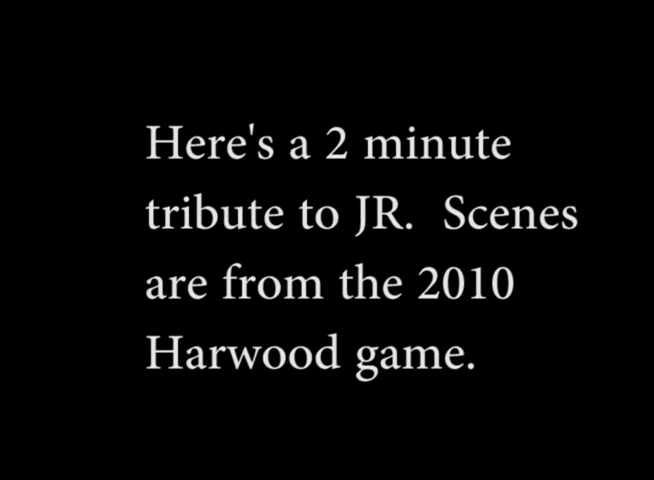 Here's a 2 minute
tribute to JR.  Scenes
are from the 2010
Harwood game.